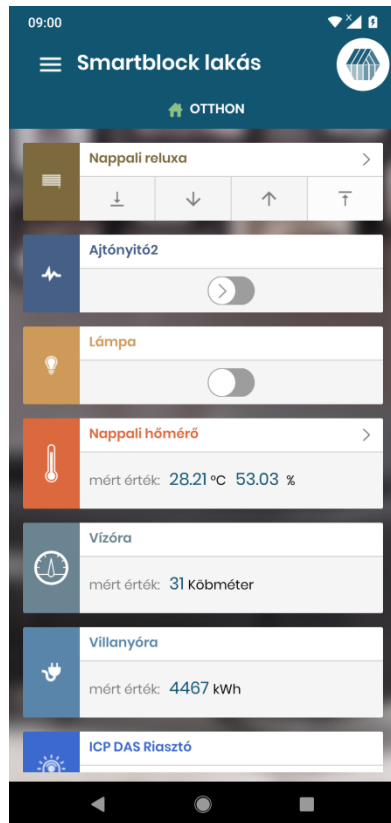 09:00
Smartblock lakás
OTTHON
Nappali reluxa
Ajtónyitó2
Lámpa
Nappali hőmérő
mért érték: 28.21 °C 53.03 %
Vízóra
mért érték: 31 Köbméter
Villanyóra
mért érték: 4467 kWh
ICP DAS Riasztó